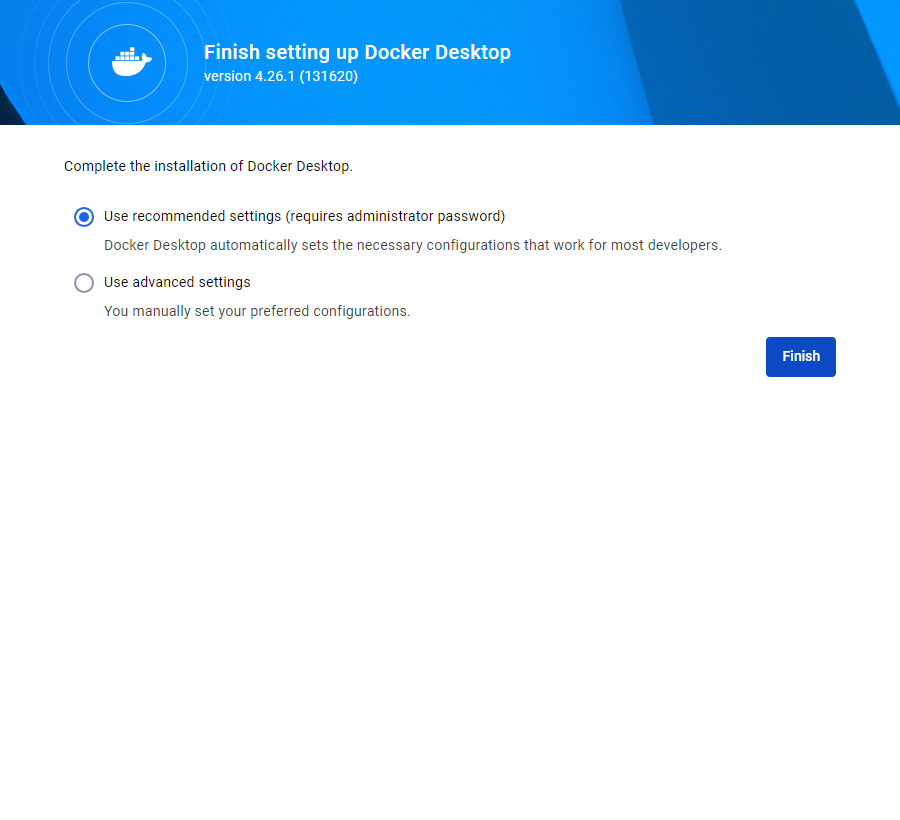 Finish setting up Docker Desktop
version 4.26.1 (131620)
Complete the installation of Docker Desktop.
Use recommended settings (requires administrator password)
Docker Desktop automatically sets the necessary configurations that work for most developers.
Use advanced settings
You manually set your preferred configurations.
Finish